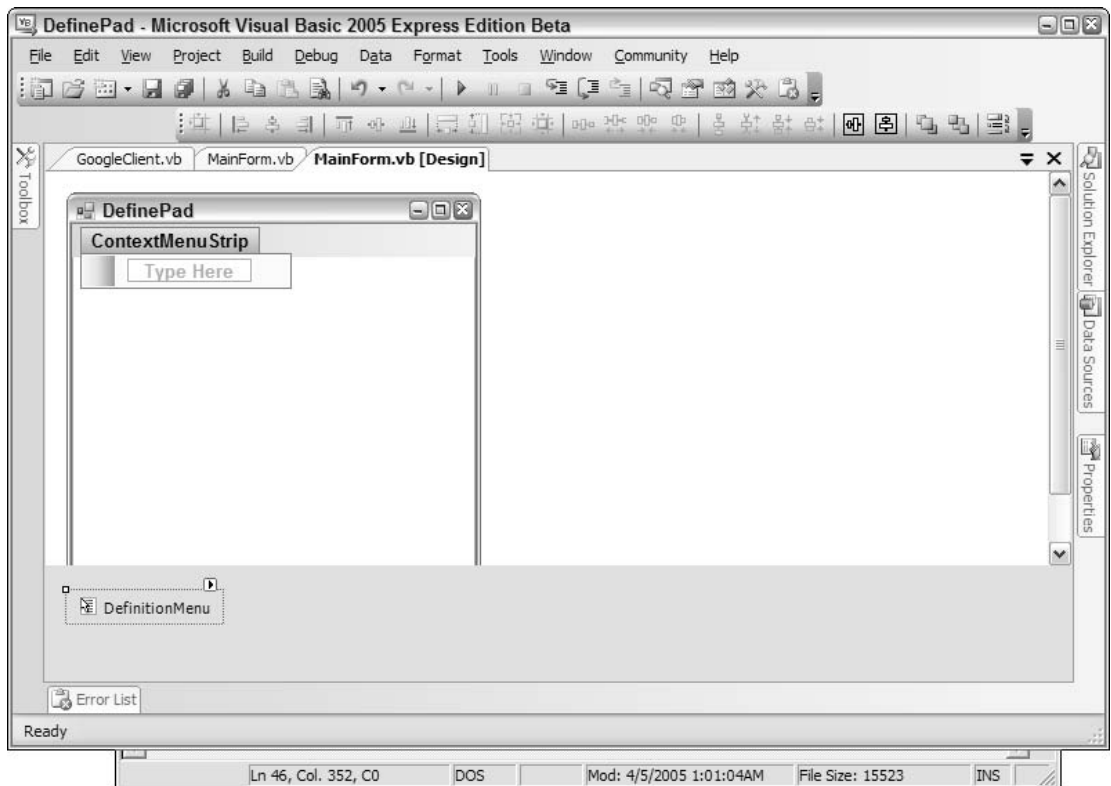 DefinePad - Microsoft Visual Basic 2005 Express Edition Beta
File Edit View Project Build Debug Data Format Tools Window Community Help
Toolbox
GoogleClient.vb MainForm.vb MainForm.vb [Design]
DefinePad
ContextMenuStrip
Type Here
Solution Explorer
Data Sources
Properties
DefinitionMenu
Error List
Ready
Ln 46, Col. 352, C0 DOS Mod: 4/5/2005 1:01:04AM File Size: 15523 INS